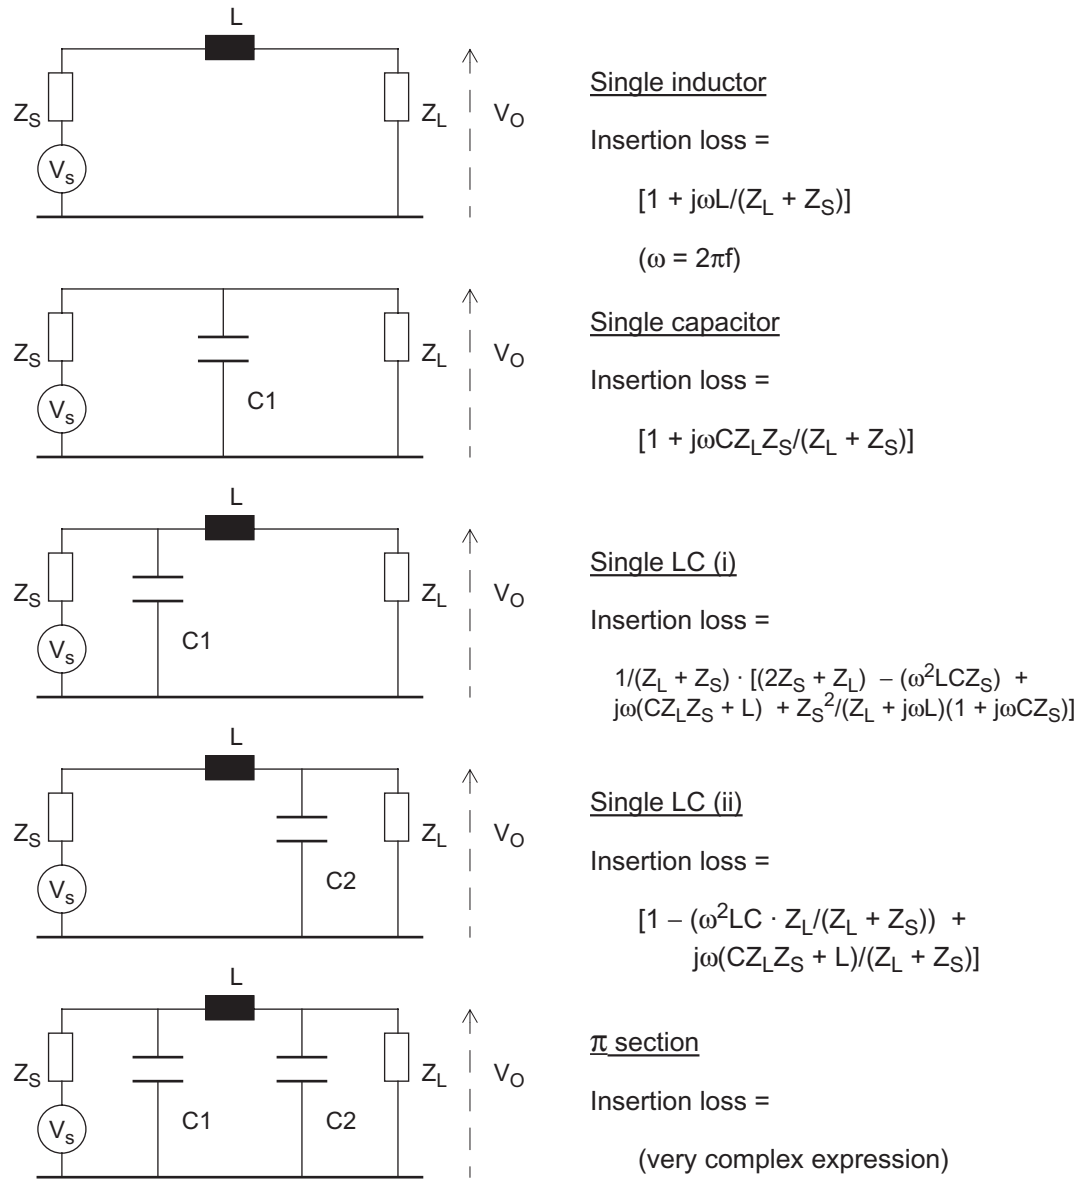 L
Z_S
V_s
Z_L
V_O
Single inductor
Insertion loss =
[1 + jωL/(Z_L + Z_S)]
(ω = 2πf)
Z_S
V_s
C1
Z_L
V_O
Single capacitor
Insertion loss =
[1 + jωCZ_LZ_S/(Z_L + Z_S)]
L
Z_S
V_s
C1
Z_L
V_O
Single LC (i)
Insertion loss =
1/(Z_L + Z_S) · [(2Z_S + Z_L) – (ω²LCZ_S) +
jω(CZ_LZ_S + L) + Z_S²/(Z_L + jωL)(1 + jωCZ_S)]
L
Z_S
V_s
C2
Z_L
V_O
Single LC (ii)
Insertion loss =
[1 – (ω²LC · Z_L/(Z_L + Z_S)) +
jω(CZ_LZ_S + L)/(Z_L + Z_S)]
L
Z_S
V_s
C1
C2
Z_L
V_O
π section
Insertion loss =
(very complex expression)